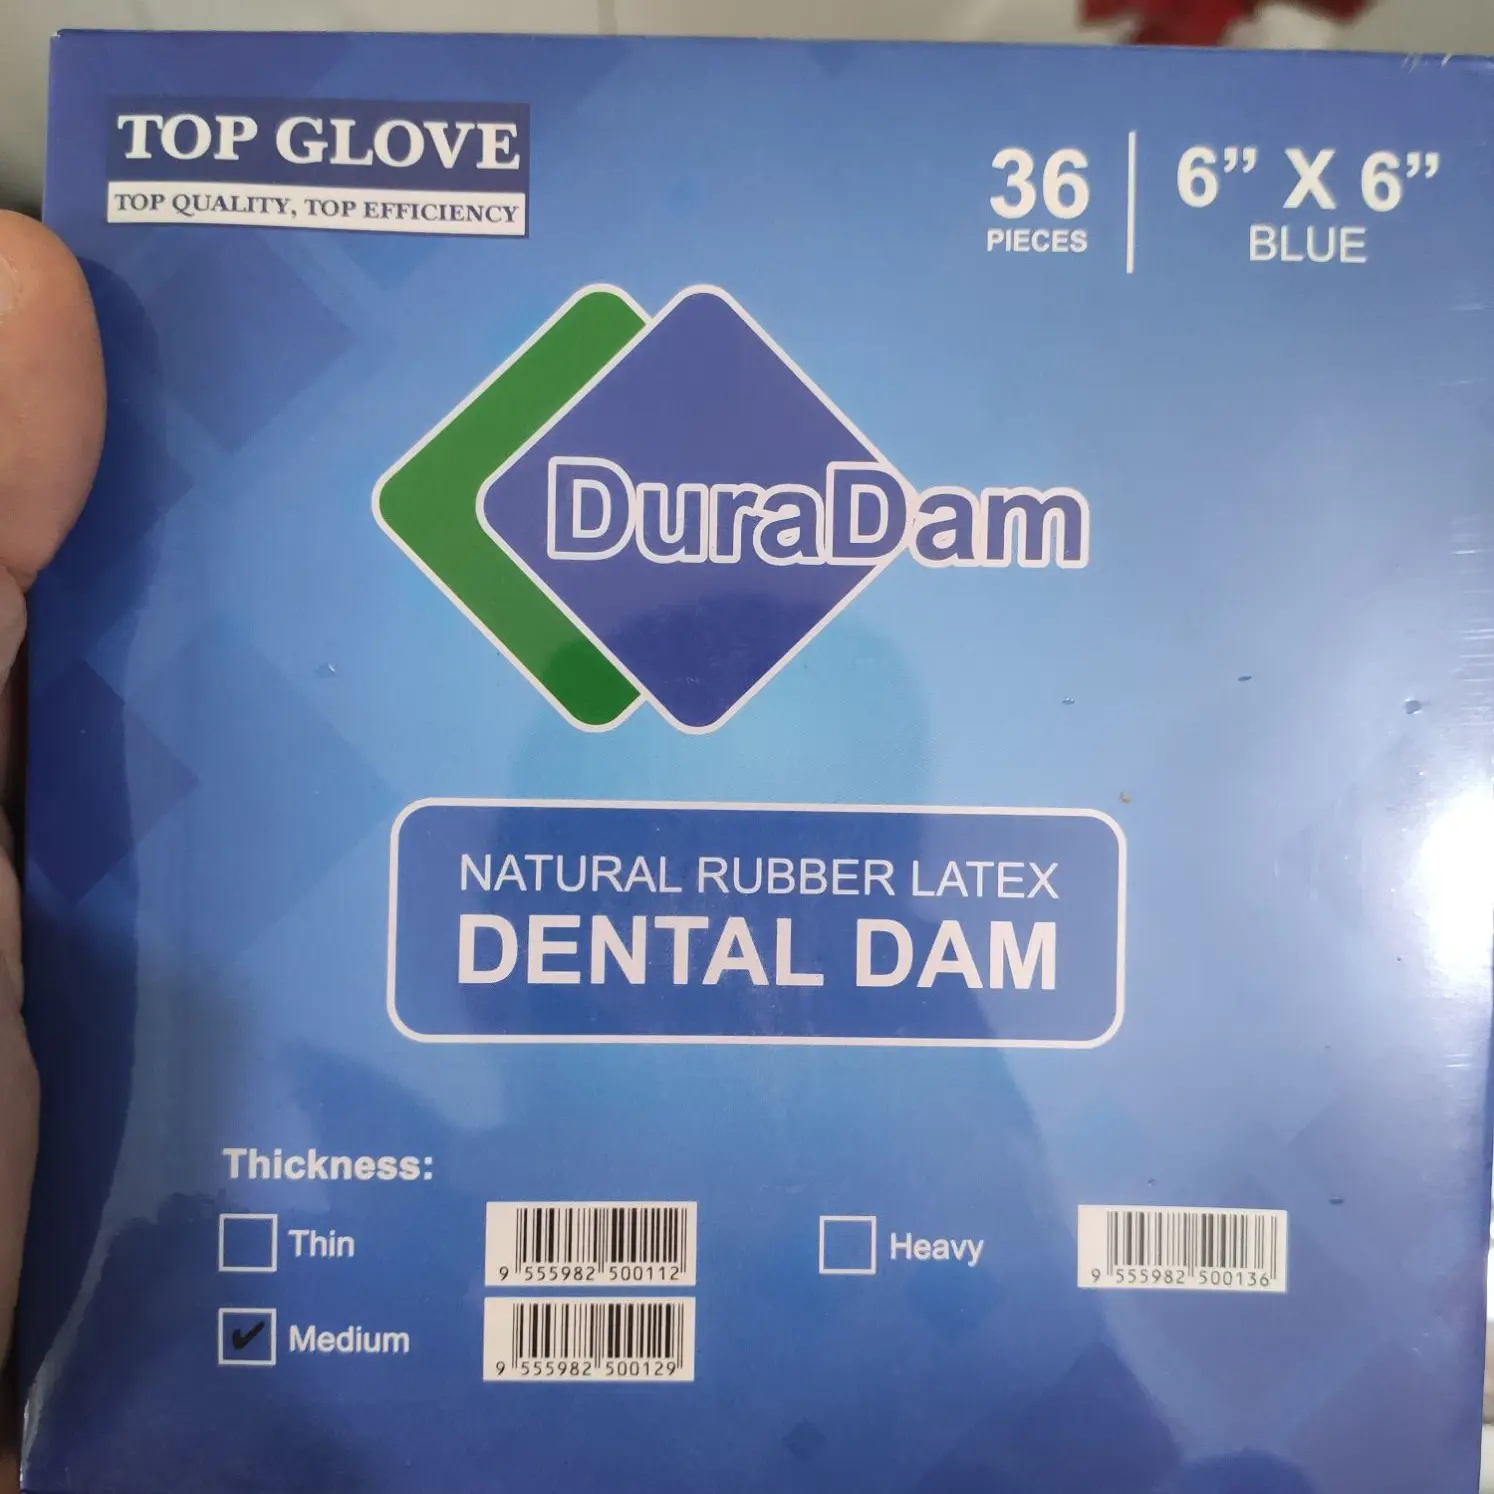 TOP GLOVE
TOP QUALITY, TOP EFFICIENCY
36
PIECES
6” X 6”
BLUE
DuraDam
NATURAL RUBBER LATEX
DENTAL DAM
Thickness:
Thin
9 555982 500112
Heavy
9 555982 500136
Medium
9 555982 500129